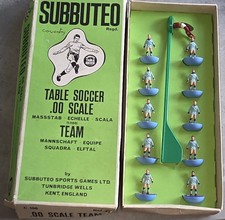 SUBBUTEO
Regd.
TABLE SOCCER
.00 SCALE
MASSSTAB · ECHELLE · SCALA
TEAM
MANNSCHAFT · EQUIPE
SQUADRA · ELFTAL
by
SUBBUTEO SPORTS GAMES LTD.
TUNBRIDGE WELLS
KENT. ENGLAND
.00 SCALE TEAM